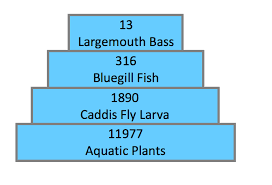 13
Largemouth Bass
316
Bluegill Fish
1890
Caddis Fly Larva
11977
Aquatic Plants